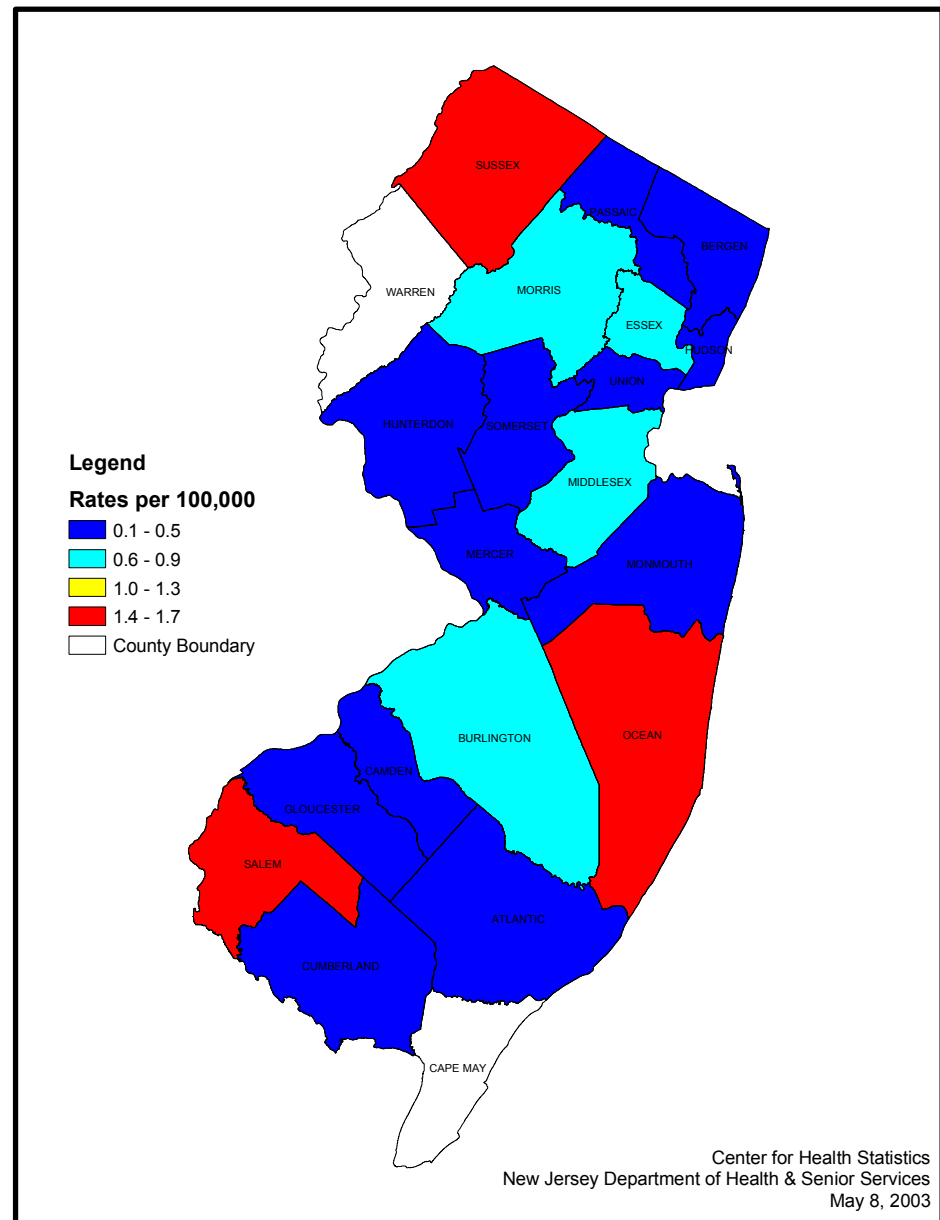 SUSSEX
PASSAIC
BERGEN
WARREN
MORRIS
ESSEX
HUDSON
UNION
HUNTERDON
SOMERSET
MIDDLESEX
MERCER
MONMOUTH
Legend
Rates per 100,000
0.1 - 0.5
0.6 - 0.9
1.0 - 1.3
1.4 - 1.7
County Boundary
OCEAN
BURLINGTON
CAMDEN
GLOUCESTER
SALEM
ATLANTIC
CUMBERLAND
CAPE MAY
Center for Health Statistics
New Jersey Department of Health & Senior Services
May 8, 2003